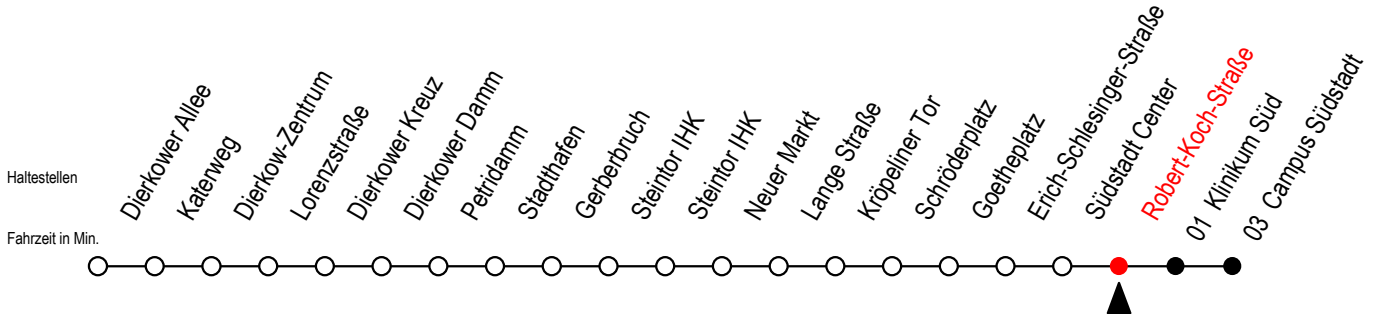 Haltestellen
Fahrzeit in Min.
Dierkower Allee
Katerweg
Dierkow-Zentrum
Lorenzstraße
Dierkower Kreuz
Dierkower Damm
Petridamm
Stadthafen
Gerberbruch
Steintor IHK
Steintor IHK
Neuer Markt
Lange Straße
Kröpeliner Tor
Schröderplatz
Goetheplatz
Erich-Schlesinger-Straße
Südstadt Center
Robert-Koch-Straße
01 Klinikum Süd
03 Campus Südstadt